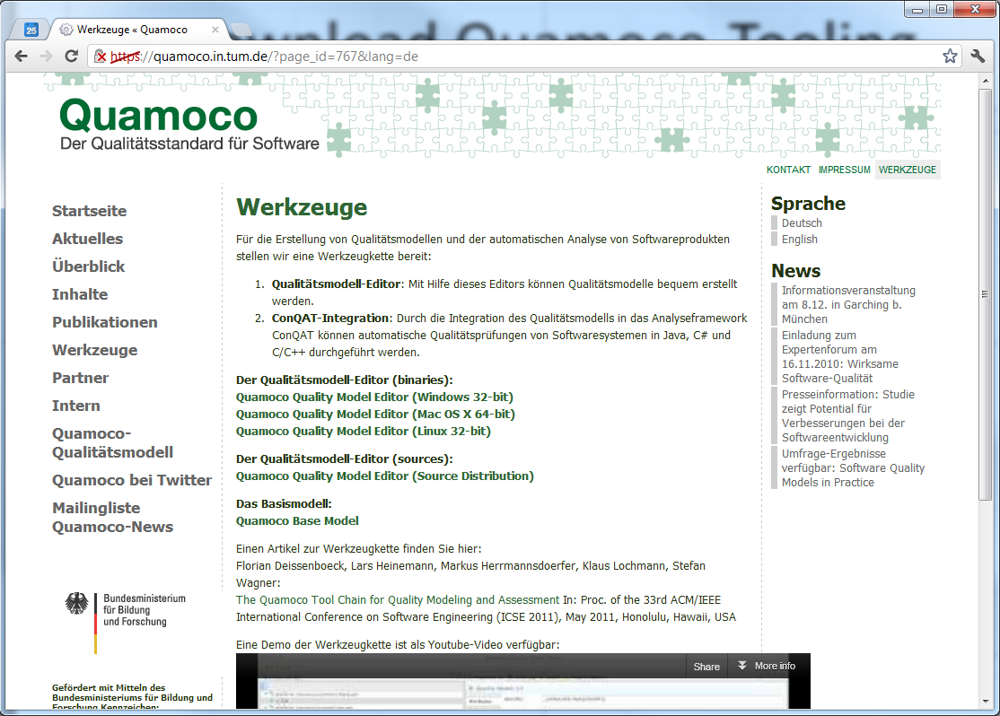 Download Quamoco Tooling
25
Werkzeuge « Quamoco
https://quamoco.in.tum.de/?page_id=767&lang=de
Quamoco
Der Qualitätsstandard für Software
KONTAKT IMPRESSUM WERKZEUGE
Startseite
Aktuelles
Überblick
Inhalte
Publikationen
Werkzeuge
Partner
Intern
Quamoco-
Qualitätsmodell
Quamoco bei Twitter
Mailingliste
Quamoco-News
Bundesministerium
für Bildung
und Forschung
Gefördert mit Mitteln des
Bundesministeriums für Bildung und
Forschung Kennzeichen:
Werkzeuge
Für die Erstellung von Qualitätsmodellen und der automatischen Analyse von Softwareprodukten
stellen wir eine Werkzeugkette bereit:
1. Qualitätsmodell-Editor: Mit Hilfe dieses Editors können Qualitätsmodelle bequem erstellt
werden.
2. ConQAT-Integration: Durch die Integration des Qualitätsmodells in das Analyseframework
ConQAT können automatische Qualitätsprüfungen von Softwaresystemen in Java, C# und
C/C++ durchgeführt werden.
Der Qualitätsmodell-Editor (binaries):
Quamoco Quality Model Editor (Windows 32-bit)
Quamoco Quality Model Editor (Mac OS X 64-bit)
Quamoco Quality Model Editor (Linux 32-bit)
Der Qualitätsmodell-Editor (sources):
Quamoco Quality Model Editor (Source Distribution)
Das Basismodell:
Quamoco Base Model
Einen Artikel zur Werkzeugkette finden Sie hier:
Florian Deissenboeck, Lars Heinemann, Markus Herrmannsdoerfer, Klaus Lochmann, Stefan
Wagner:
The Quamoco Tool Chain for Quality Modeling and Assessment In: Proc. of the 33rd ACM/IEEE
International Conference on Software Engineering (ICSE 2011), May 2011, Honolulu, Hawaii, USA
Eine Demo der Werkzeugkette ist als Youtube-Video verfügbar:
Share More info
Sprache
Deutsch
English
News
Informationsveranstaltung
am 8.12. in Garching b.
München
Einladung zum
Expertenforum am
16.11.2010: Wirksame
Software-Qualität
Presseinformation: Studie
zeigt Potential für
Verbesserungen bei der
Softwareentwicklung
Umfrage-Ergebnisse
verfügbar: Software Quality
Models in Practice